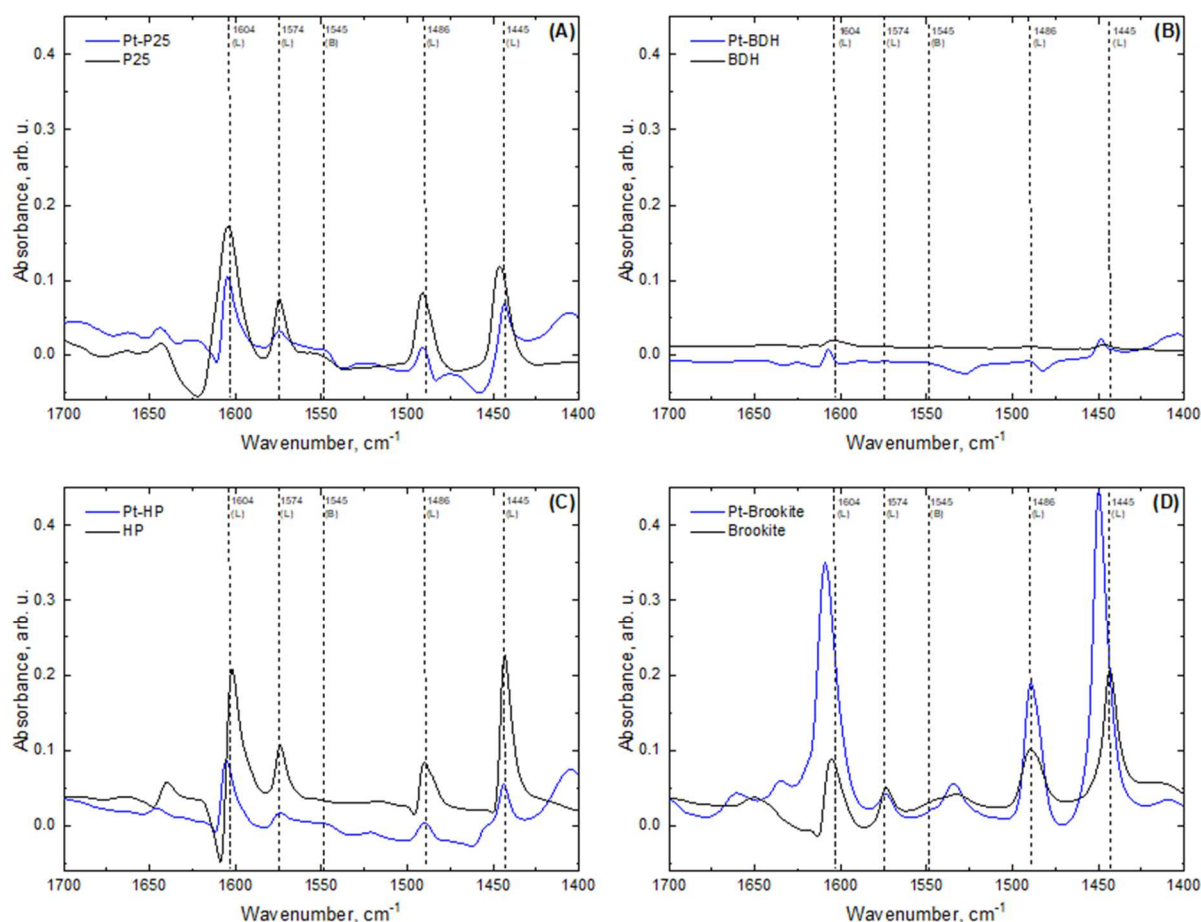 1604 1574 1545 1486 1445 (A)
(L) (L) (B) (L) (L)
Pt-P25
P25
0.4
0.3
0.2
0.1
0.0
Absorbance, arb. u.
1700 1650 1600 1550 1500 1450 1400
Wavenumber, cm-1
1604 1574 1545 1486 1445 (B)
(L) (L) (B) (L) (L)
Pt-BDH
BDH
0.4
0.3
0.2
0.1
0.0
Absorbance, arb. u.
1700 1650 1600 1550 1500 1450 1400
Wavenumber, cm-1
1604 1574 1545 1486 1445 (C)
(L) (L) (B) (L) (L)
Pt-HP
HP
0.4
0.3
0.2
0.1
0.0
Absorbance, arb. u.
1700 1650 1600 1550 1500 1450 1400
Wavenumber, cm-1
1604 1574 1545 1486 1445 (D)
(L) (L) (B) (L) (L)
Pt-Brookite
Brookite
0.4
0.3
0.2
0.1
0.0
Absorbance, arb. u.
1700 1650 1600 1550 1500 1450 1400
Wavenumber, cm-1